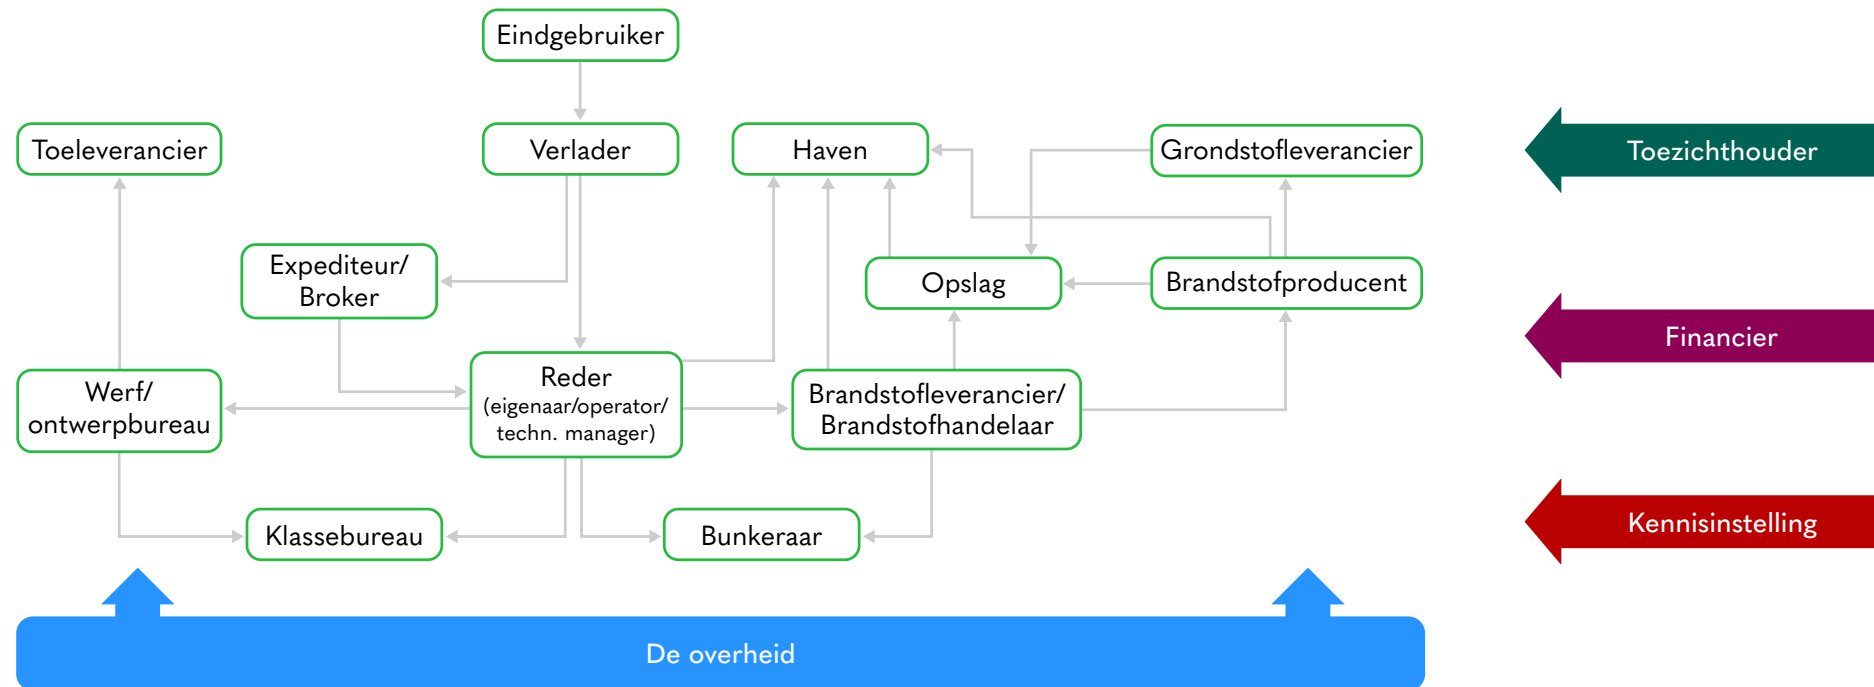 Eindgebruiker
Toeleverancier
Verlader
Haven
Grondstofleverancier
Toezichthouder
Expediteur/
Broker
Opslag
Brandstofproducent
Financier
Werf/
ontwerpbureau
Reder
(eigenaar/operator/
techn. manager)
Brandstofleverancier/
Brandstofhandelaar
Kennisinstelling
Klassebureau
Bunkeraar
De overheid